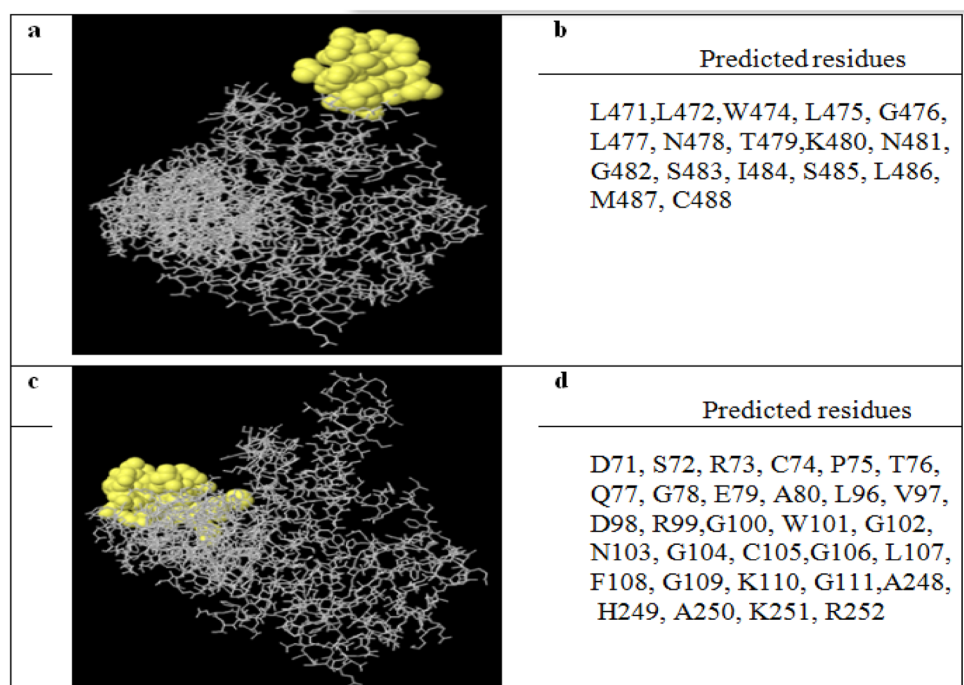 a
b
Predicted residues
L471,L472,W474, L475, G476,
L477, N478, T479,K480, N481,
G482, S483, I484, S485, L486,
M487, C488
c
d
Predicted residues
D71, S72, R73, C74, P75, T76,
Q77, G78, E79, A80, L96, V97,
D98, R99,G100, W101, G102,
N103, G104, C105,G106, L107,
F108, G109, K110, G111,A248,
H249, A250, K251, R252